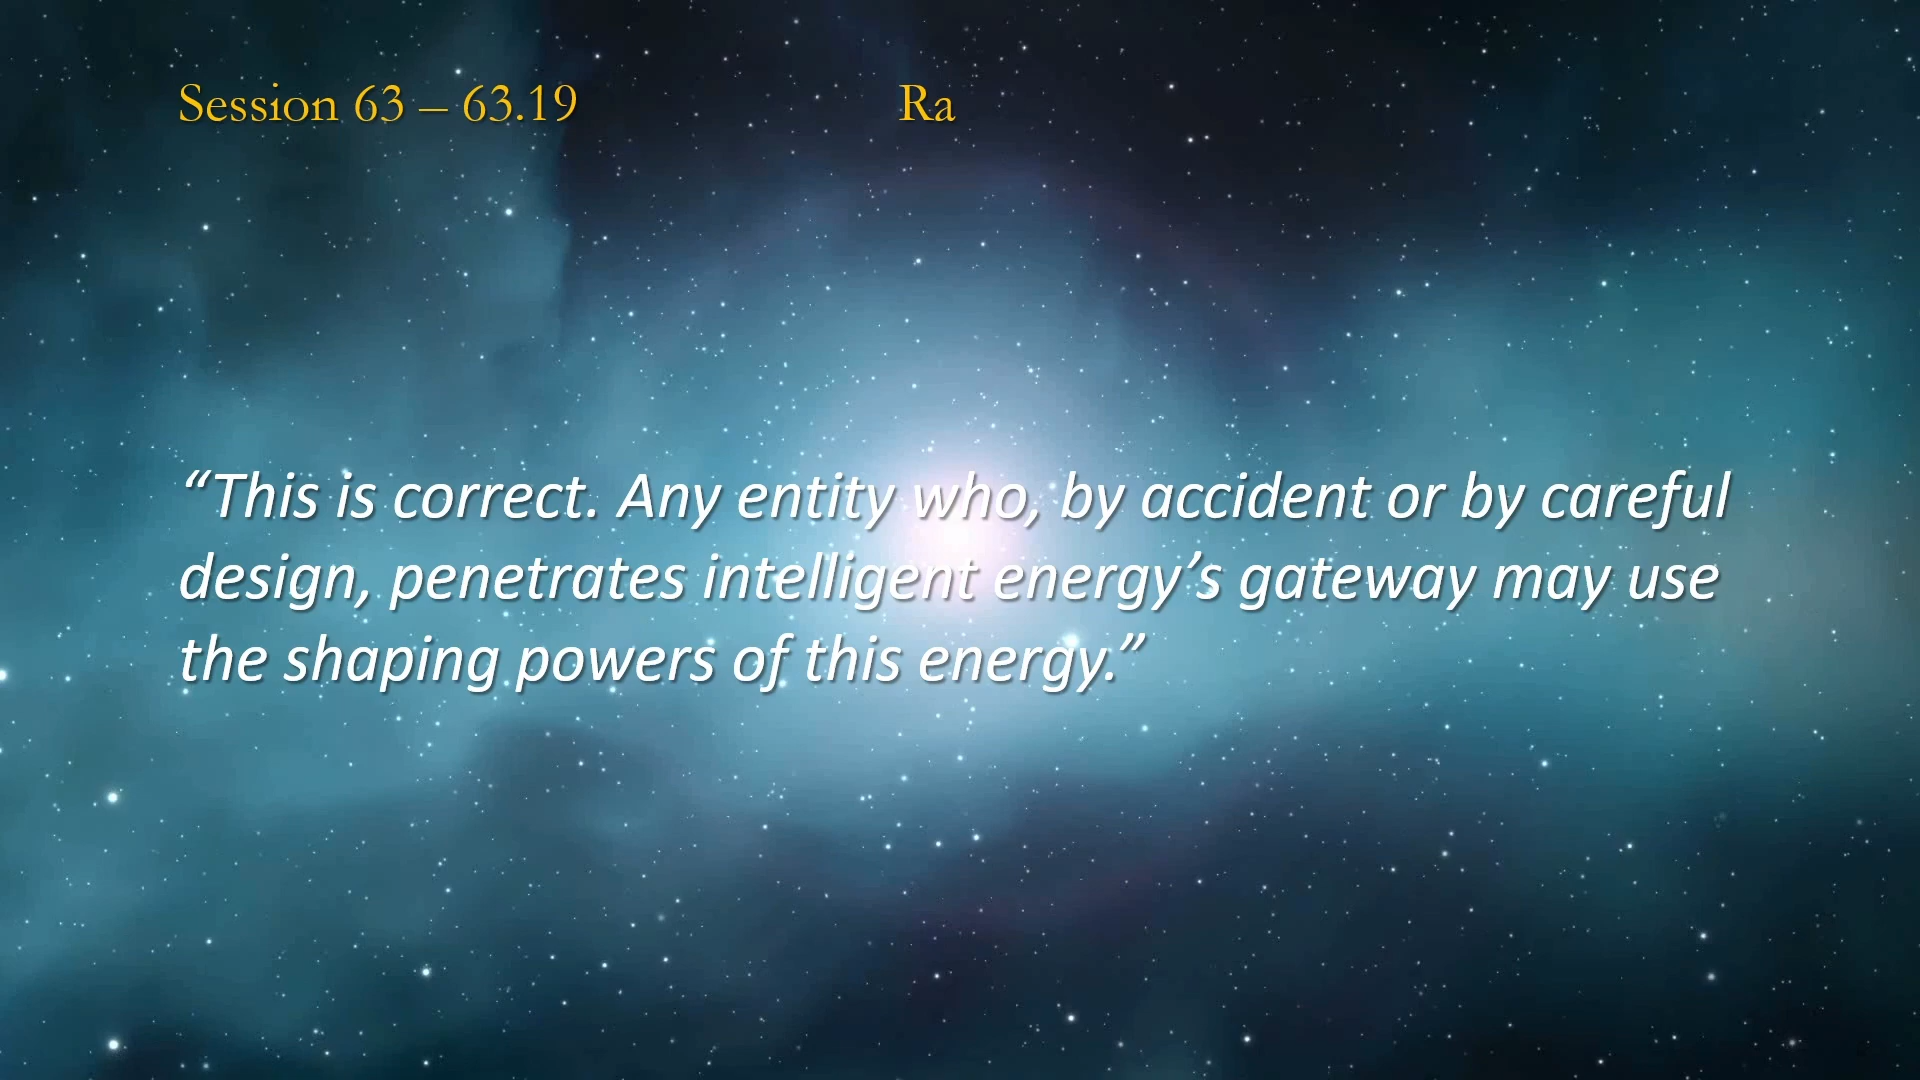 Session 63 – 63.19 Ra
“This is correct. Any entity who, by accident or by careful
design, penetrates intelligent energy’s gateway may use
the shaping powers of this energy.”